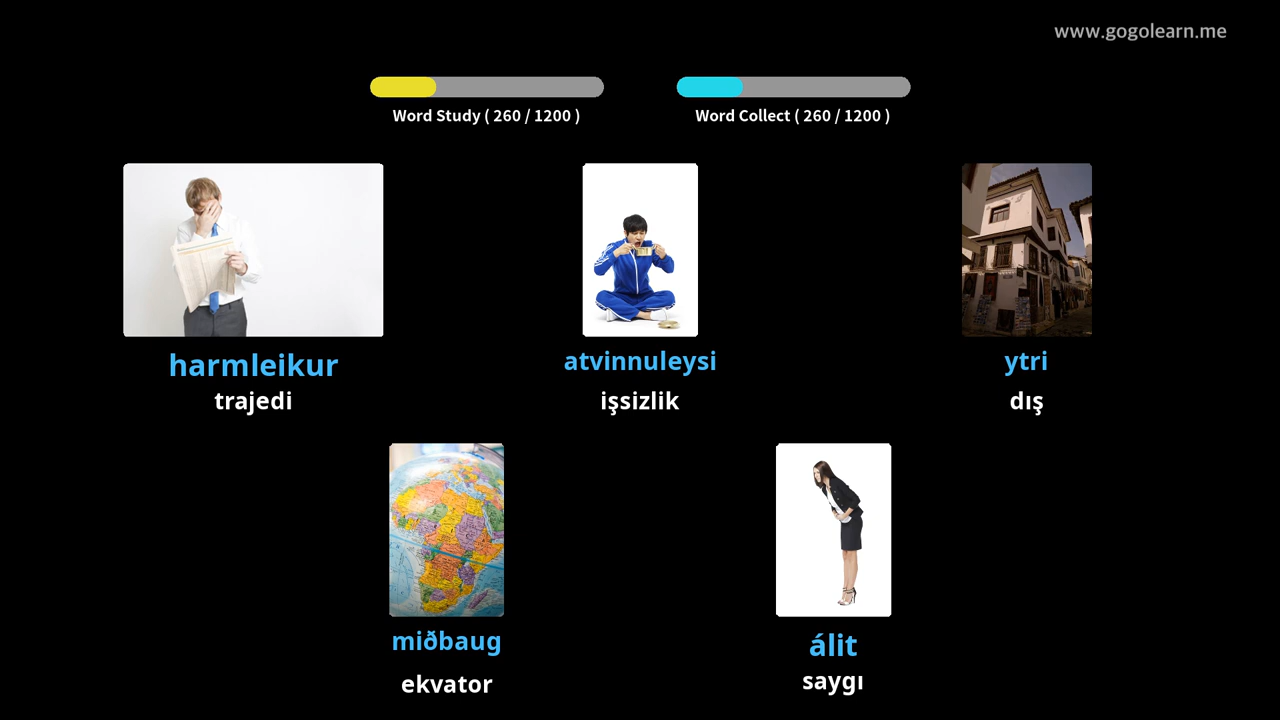 www.gogolearn.me
Word Study ( 260 / 1200 )
Word Collect ( 260 / 1200 )
harmleikur
trajedi
atvinnuleysi
işsizlik
ytri
dış
miðbaug
ekvator
álit
saygı